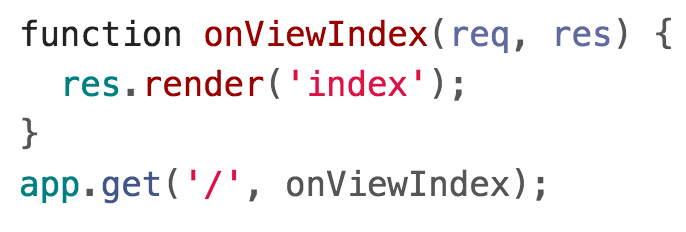 function onViewIndex(req, res) {
  res.render('index');
}
app.get('/', onViewIndex);